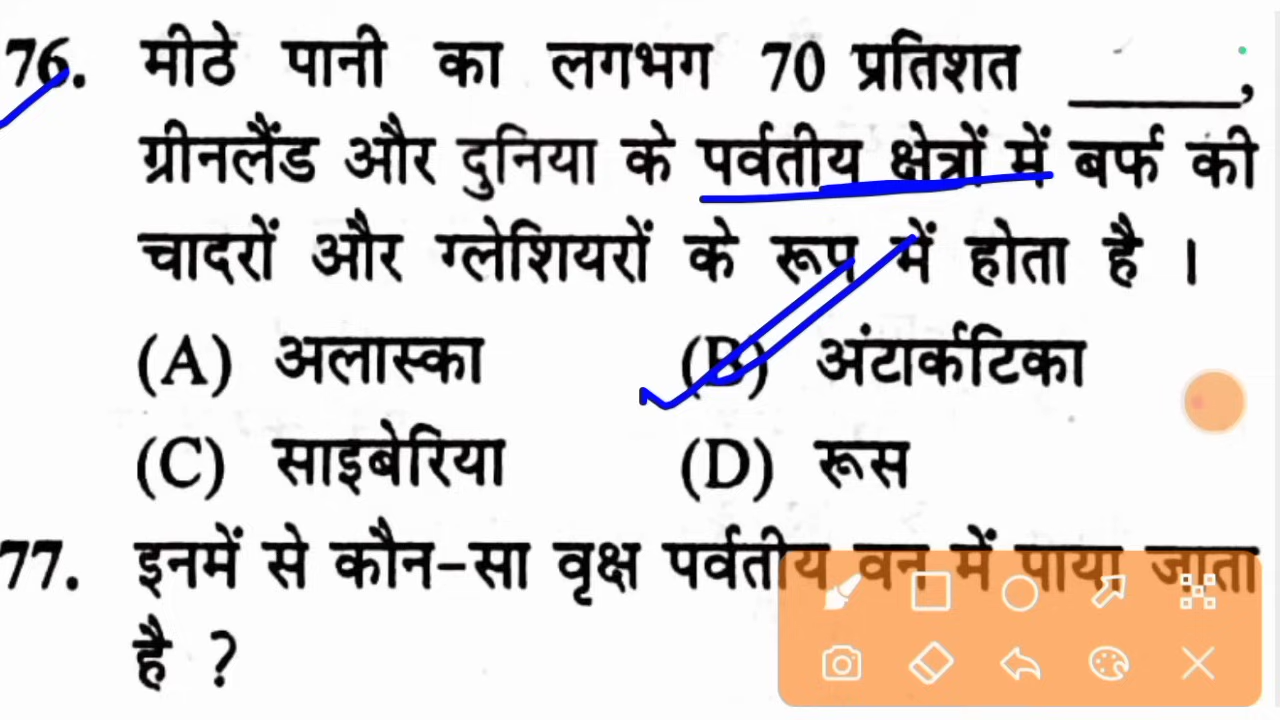 76. मीठे पानी का लगभग 70 प्रतिशत ______,
ग्रीनलैंड और दुनिया के पर्वतीय क्षेत्रों में बर्फ की
चादरों और ग्लेशियरों के रूप में होता है ।
(A) अलास्का (B) अंटार्कटिका
(C) साइबेरिया (D) रूस
77. इनमें से कौन-सा वृक्ष पर्वतीय वन में पाया जाता
है ?